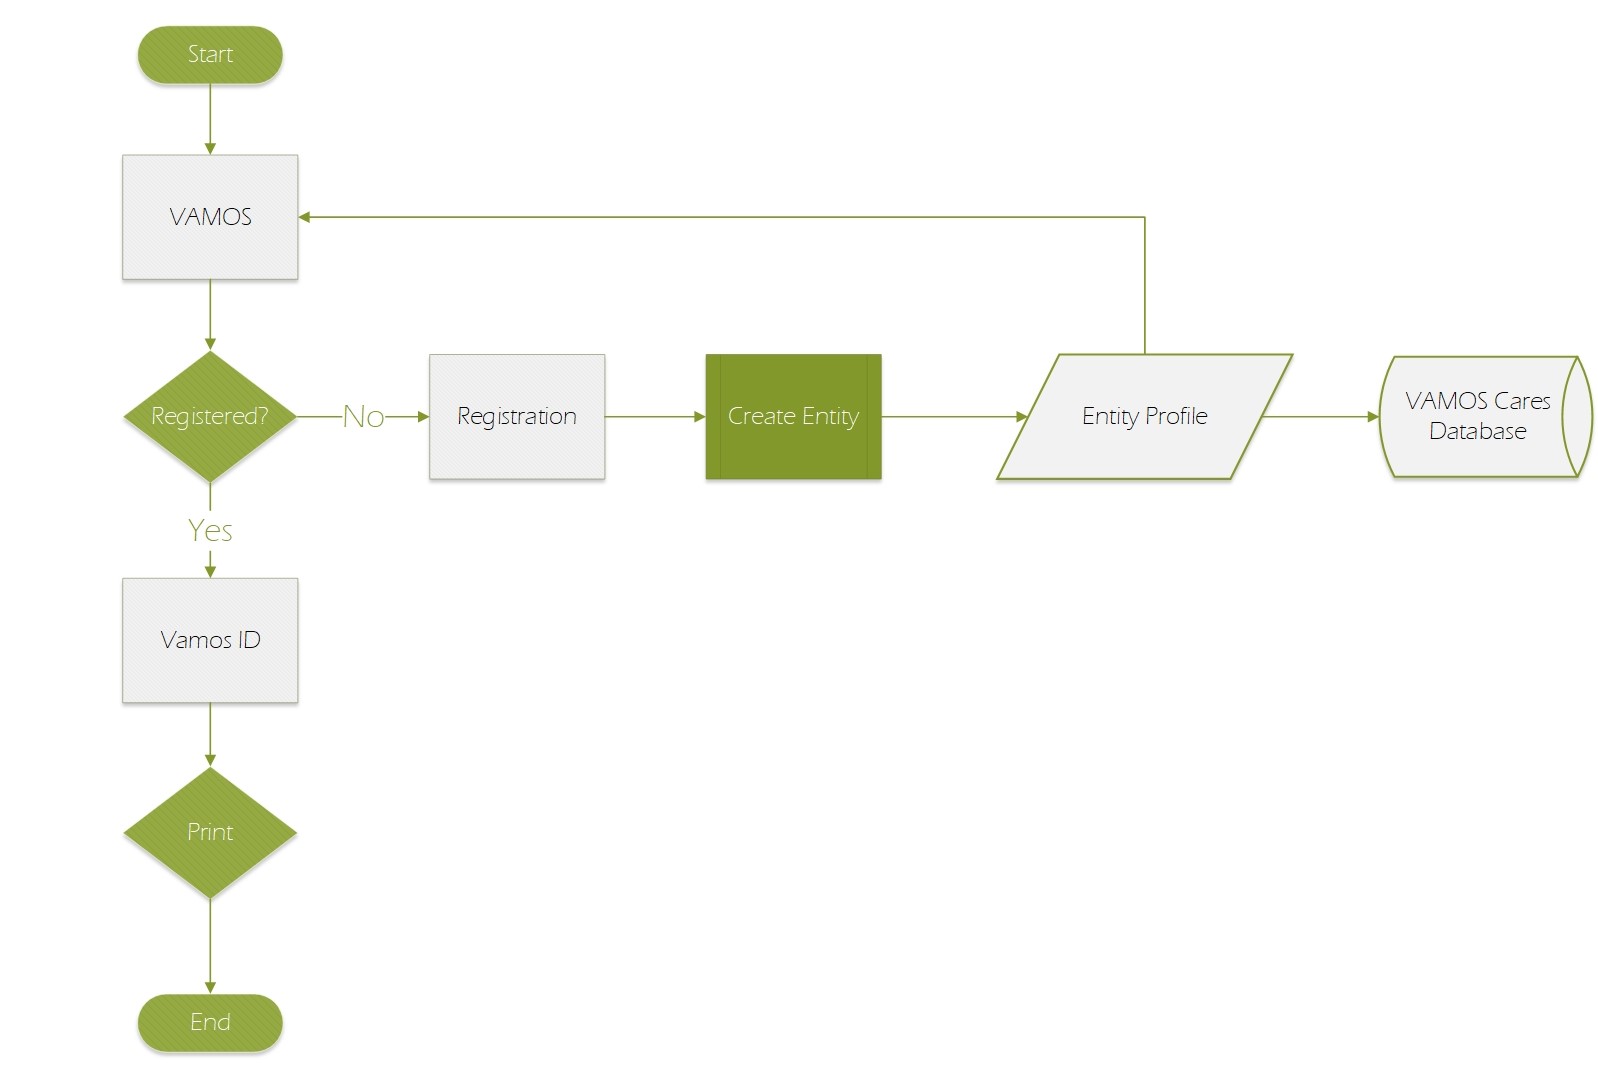 Start
VAMOS
Registered?
No
Registration
Create Entity
Entity Profile
VAMOS Cares
Database
Yes
Vamos ID
Print
End